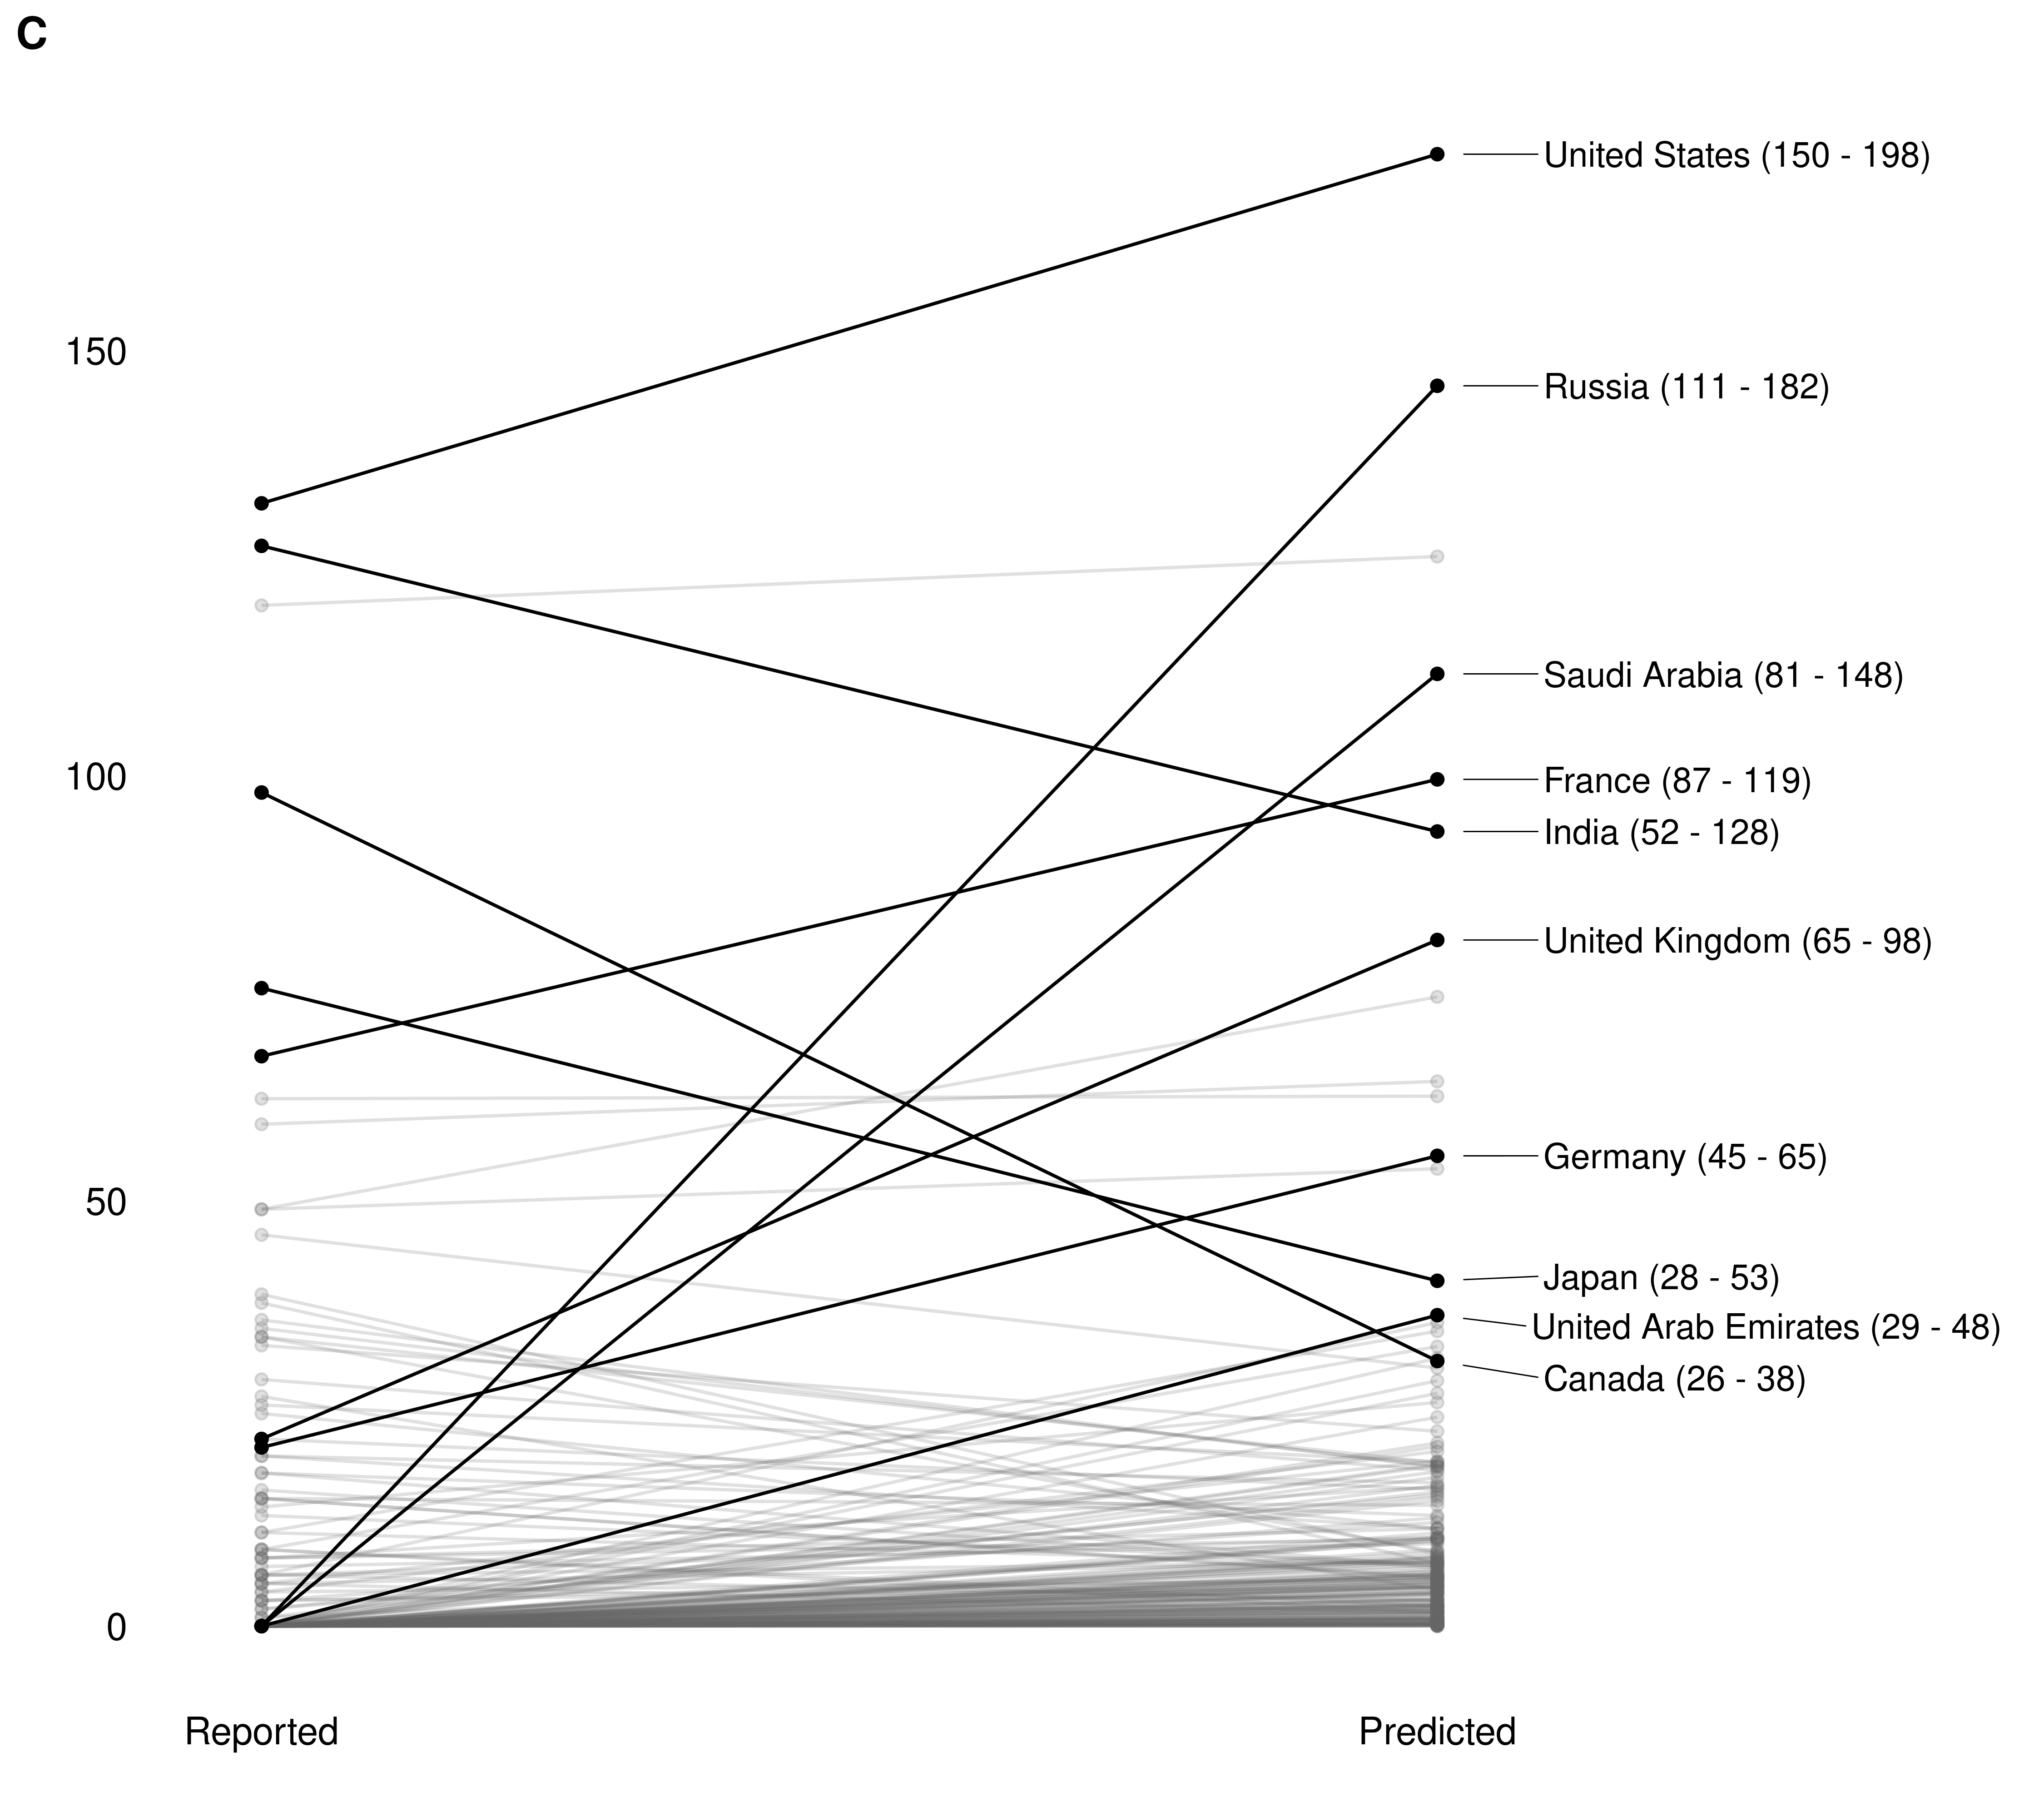 C
United States (150 - 198)
150
Russia (111 - 182)
Saudi Arabia (81 - 148)
100
France (87 - 119)
India (52 - 128)
United Kingdom (65 - 98)
Germany (45 - 65)
50
Japan (28 - 53)
United Arab Emirates (29 - 48)
Canada (26 - 38)
0
Reported
Predicted